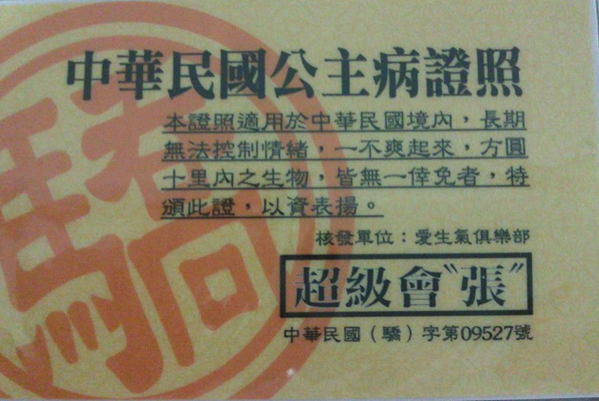 中華民國公主病證照
本證照適用於中華民國境內，長期
無法控制情緒，一不爽起來，方圓
十里內之生物，皆無一倖免者，特
頒此證，以資表揚。
核發單位：愛生氣俱樂部
超級會〝張〞
中華民國（驕）字第09527號
驕